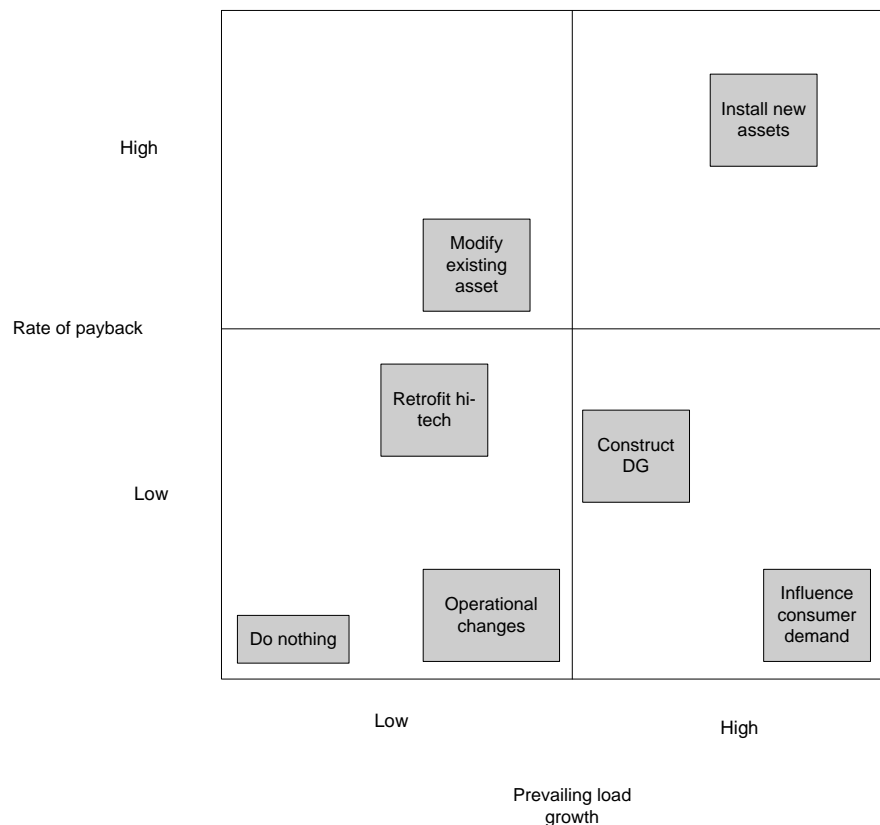 Install new
assets
High
Modify
existing
asset
Rate of payback
Retrofit hi-
tech
Construct
DG
Low
Operational
changes
Influence
consumer
demand
Do nothing
Low
High
Prevailing load
growth